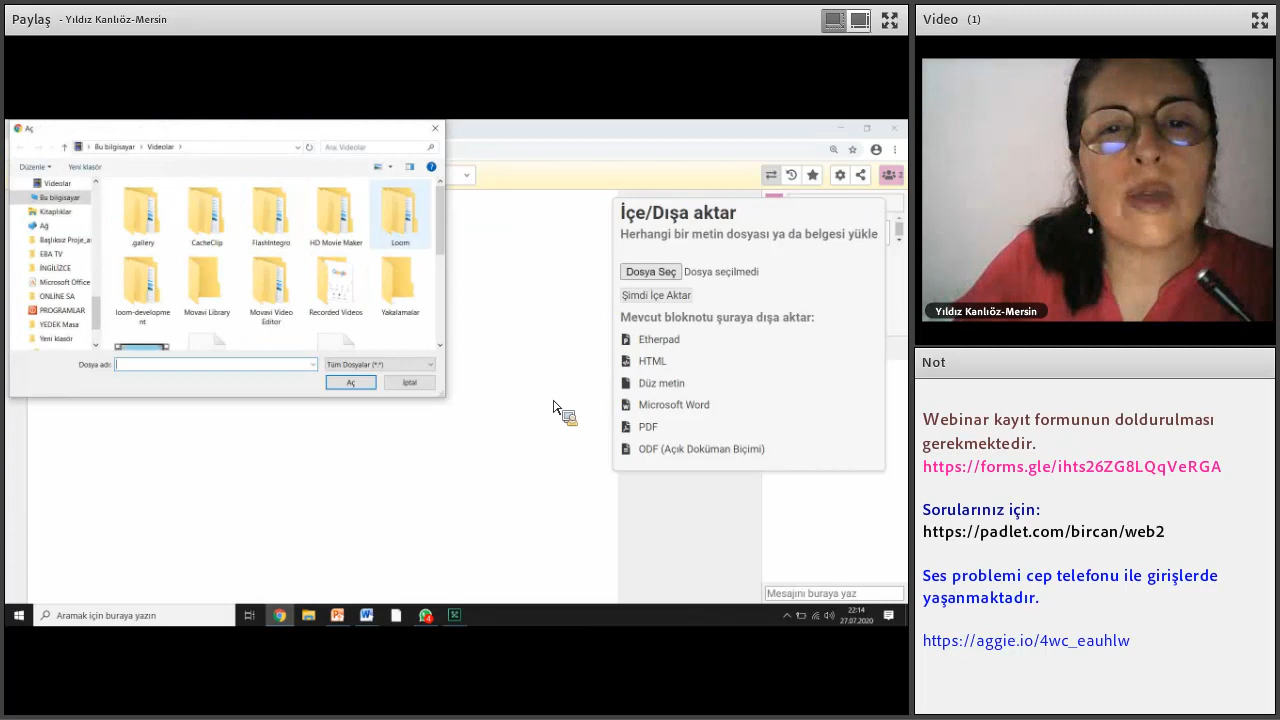 Paylaş - Yıldız Kanlıöz-Mersin
Video (1)
Aç
Bu bilgisayar > Videolar >
Ara: Videolar
Düzenle
Yeni klasör
Videolar
Bu bilgisayar
Kitaplıklar
Ağ
Başlıksız Proje_a
EBA TV
İNGİLİZCE
Microsoft Office
ONLINE SA
PROGRAMLAR
YEDEK Masa
Yeni klasör
.gallery
CacheClip
FlashIntegro
HD Movie Maker
Loom
loom-development
Movavi Library
Movavi Video Editor
Recorded Videos
Yakalamalar
Dosya adı:
Tüm Dosyalar (*.*)
Aç
İptal
İçe/Dışa aktar
Herhangi bir metin dosyası ya da belgesi yükle
Dosya Seç Dosya seçilmedi
Şimdi İçe Aktar
Mevcut bloknotu şuraya dışa aktar:
Etherpad
HTML
Düz metin
Microsoft Word
PDF
ODF (Açık Doküman Biçimi)
Mesajını buraya yaz
Aramak için buraya yazın
22:14
27.07.2020
Yıldız Kanlıöz-Mersin
Not
Webinar kayıt formunun doldurulması
gerekmektedir.
https://forms.gle/ihts26ZG8LQqVeRGA
Sorularınız için:
https://padlet.com/bircan/web2
Ses problemi cep telefonu ile girişlerde
yaşanmaktadır.
https://aggie.io/4wc_eauhlw